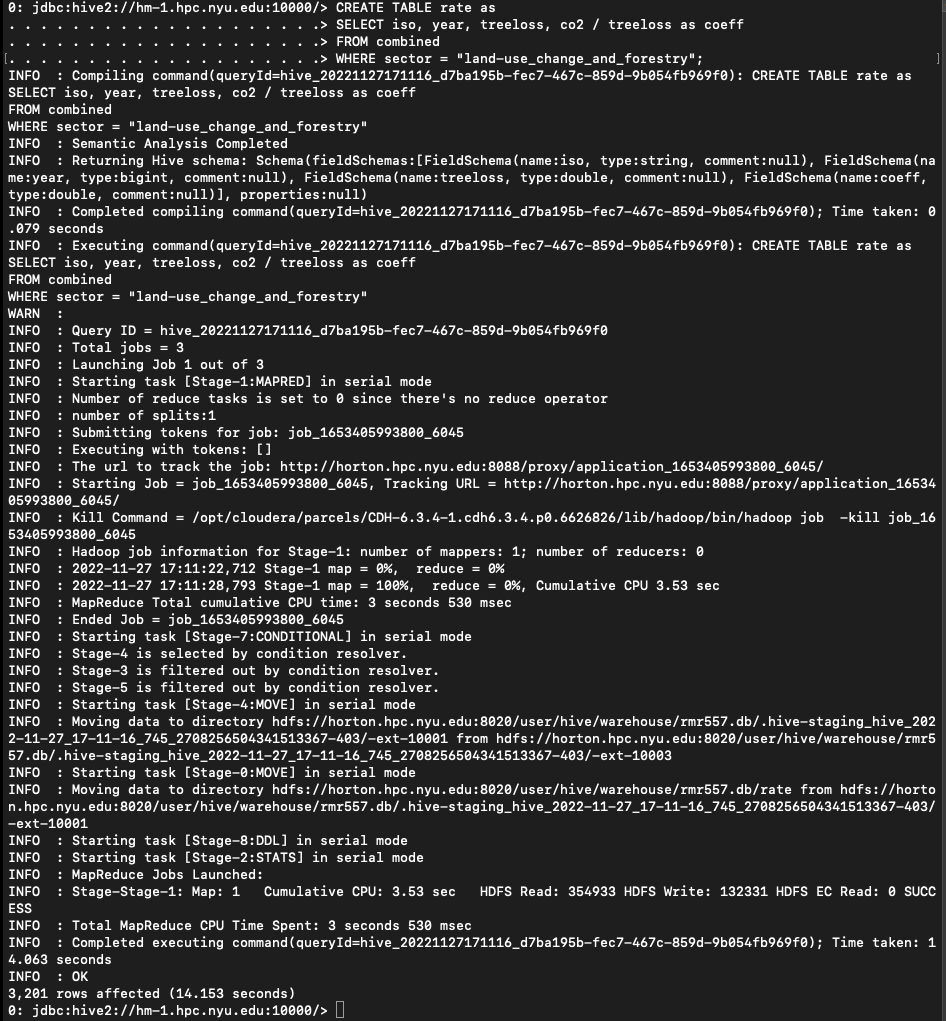 0: jdbc:hive2://hm-1.hpc.nyu.edu:10000/> CREATE TABLE rate as
. . . . . . . . . . . . . . . . . . . .> SELECT iso, year, treeloss, co2 / treeloss as coeff
. . . . . . . . . . . . . . . . . . . .> FROM combined
[. . . . . . . . . . . . . . . . . . . .> WHERE sector = "land-use_change_and_forestry"; ]
INFO  : Compiling command(queryId=hive_20221127171116_d7ba195b-fec7-467c-859d-9b054fb969f0): CREATE TABLE rate as
SELECT iso, year, treeloss, co2 / treeloss as coeff
FROM combined
WHERE sector = "land-use_change_and_forestry"
INFO  : Semantic Analysis Completed
INFO  : Returning Hive schema: Schema(fieldSchemas:[FieldSchema(name:iso, type:string, comment:null), FieldSchema(na
me:year, type:bigint, comment:null), FieldSchema(name:treeloss, type:double, comment:null), FieldSchema(name:coeff,
type:double, comment:null)], properties:null)
INFO  : Completed compiling command(queryId=hive_20221127171116_d7ba195b-fec7-467c-859d-9b054fb969f0); Time taken: 0
.079 seconds
INFO  : Executing command(queryId=hive_20221127171116_d7ba195b-fec7-467c-859d-9b054fb969f0): CREATE TABLE rate as
SELECT iso, year, treeloss, co2 / treeloss as coeff
FROM combined
WHERE sector = "land-use_change_and_forestry"
WARN  :
INFO  : Query ID = hive_20221127171116_d7ba195b-fec7-467c-859d-9b054fb969f0
INFO  : Total jobs = 3
INFO  : Launching Job 1 out of 3
INFO  : Starting task [Stage-1:MAPRED] in serial mode
INFO  : Number of reduce tasks is set to 0 since there's no reduce operator
INFO  : number of splits:1
INFO  : Submitting tokens for job: job_1653405993800_6045
INFO  : Executing with tokens: []
INFO  : The url to track the job: http://horton.hpc.nyu.edu:8088/proxy/application_1653405993800_6045/
INFO  : Starting Job = job_1653405993800_6045, Tracking URL = http://horton.hpc.nyu.edu:8088/proxy/application_16534
05993800_6045/
INFO  : Kill Command = /opt/cloudera/parcels/CDH-6.3.4-1.cdh6.3.4.p0.6626826/lib/hadoop/bin/hadoop job  -kill job_16
53405993800_6045
INFO  : Hadoop job information for Stage-1: number of mappers: 1; number of reducers: 0
INFO  : 2022-11-27 17:11:22,712 Stage-1 map = 0%,  reduce = 0%
INFO  : 2022-11-27 17:11:28,793 Stage-1 map = 100%,  reduce = 0%, Cumulative CPU 3.53 sec
INFO  : MapReduce Total cumulative CPU time: 3 seconds 530 msec
INFO  : Ended Job = job_1653405993800_6045
INFO  : Starting task [Stage-7:CONDITIONAL] in serial mode
INFO  : Stage-4 is selected by condition resolver.
INFO  : Stage-3 is filtered out by condition resolver.
INFO  : Stage-5 is filtered out by condition resolver.
INFO  : Starting task [Stage-4:MOVE] in serial mode
INFO  : Moving data to directory hdfs://horton.hpc.nyu.edu:8020/user/hive/warehouse/rmr557.db/.hive-staging_hive_202
2-11-27_17-11-16_745_2708256504341513367-403/-ext-10001 from hdfs://horton.hpc.nyu.edu:8020/user/hive/warehouse/rmr5
57.db/.hive-staging_hive_2022-11-27_17-11-16_745_2708256504341513367-403/-ext-10003
INFO  : Starting task [Stage-0:MOVE] in serial mode
INFO  : Moving data to directory hdfs://horton.hpc.nyu.edu:8020/user/hive/warehouse/rmr557.db/rate from hdfs://horto
n.hpc.nyu.edu:8020/user/hive/warehouse/rmr557.db/.hive-staging_hive_2022-11-27_17-11-16_745_2708256504341513367-403/
-ext-10001
INFO  : Starting task [Stage-8:DDL] in serial mode
INFO  : Starting task [Stage-2:STATS] in serial mode
INFO  : MapReduce Jobs Launched:
INFO  : Stage-Stage-1: Map: 1   Cumulative CPU: 3.53 sec   HDFS Read: 354933 HDFS Write: 132331 HDFS EC Read: 0 SUCC
ESS
INFO  : Total MapReduce CPU Time Spent: 3 seconds 530 msec
INFO  : Completed executing command(queryId=hive_20221127171116_d7ba195b-fec7-467c-859d-9b054fb969f0); Time taken: 1
4.063 seconds
INFO  : OK
3,201 rows affected (14.153 seconds)
0: jdbc:hive2://hm-1.hpc.nyu.edu:10000/>